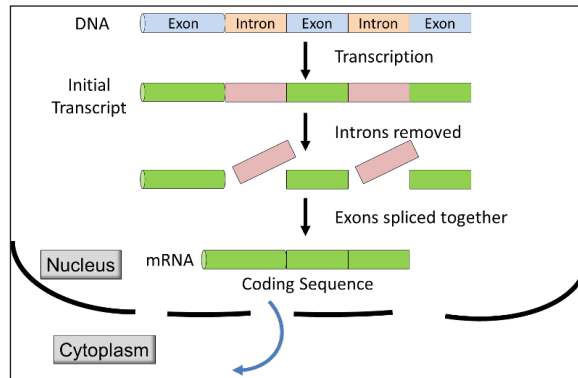 DNA
Exon Intron Exon Intron Exon
Transcription
Initial
Transcript
Introns removed
Exons spliced together
Nucleus
mRNA
Coding Sequence
Cytoplasm